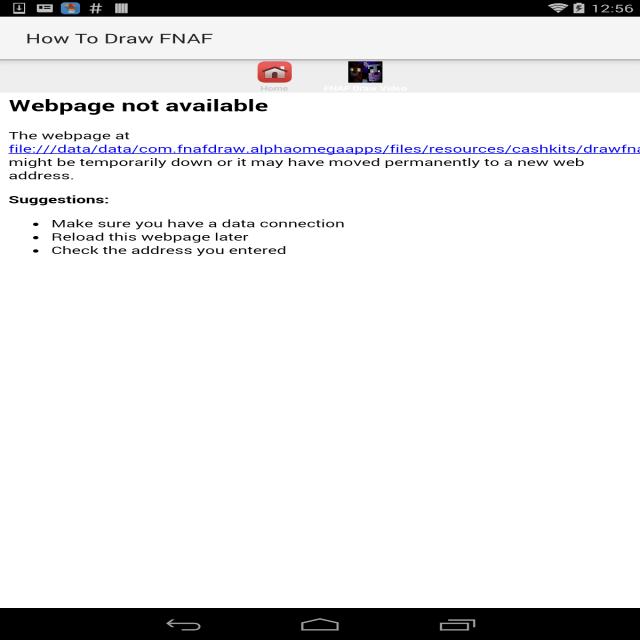 12:56
How To Draw FNAF
Home
FNAF Draw Video
Webpage not available
The webpage at
file:///data/data/com.fnafdraw.alphaomegaapps/files/resources/cashkits/drawfna
might be temporarily down or it may have moved permanently to a new web
address.
Suggestions:
• Make sure you have a data connection
• Reload this webpage later
• Check the address you entered